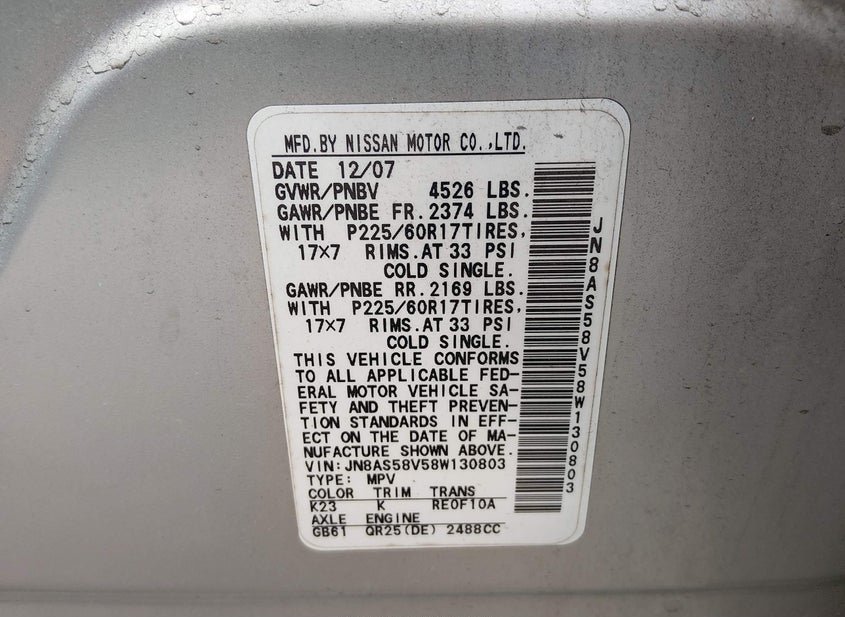 MFD.BY NISSAN MOTOR CO.,LTD.
DATE 12/07
GVWR/PNBV 4526 LBS.
GAWR/PNBE FR.2374 LBS.
WITH P225/60R17TIRES,
17×7 RIMS.AT 33 PSI
COLD SINGLE.
GAWR/PNBE RR.2169 LBS.
WITH P225/60R17TIRES,
17×7 RIMS.AT 33 PSI
COLD SINGLE.
THIS VEHICLE CONFORMS
TO ALL APPLICABLE FED-
ERAL MOTOR VEHICLE SA-
FETY AND THEFT PREVEN-
TION STANDARDS IN EFF-
ECT ON THE DATE OF MA-
NUFACTURE SHOWN ABOVE.
VIN:JN8AS58V58W130803
TYPE: MPV
COLOR TRIM TRANS
K23 K RE0F10A
AXLE ENGINE
GB61 QR25(DE) 2488CC
JN8AS58V58W130803